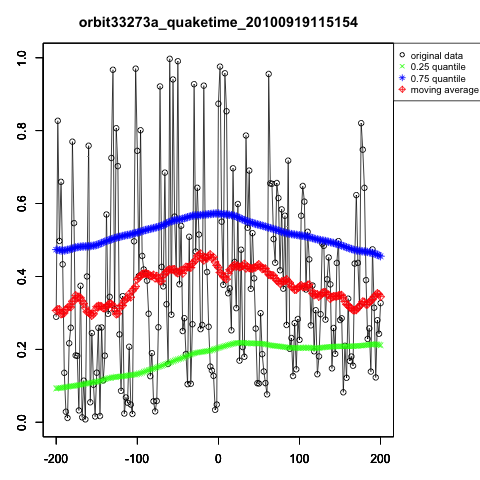 orbit33273a_quaketime_20100919115154
original data
0.25 quantile
0.75 quantile
moving average
1.0
0.8
0.6
0.4
0.2
0.0
-200 -100 0 100 200